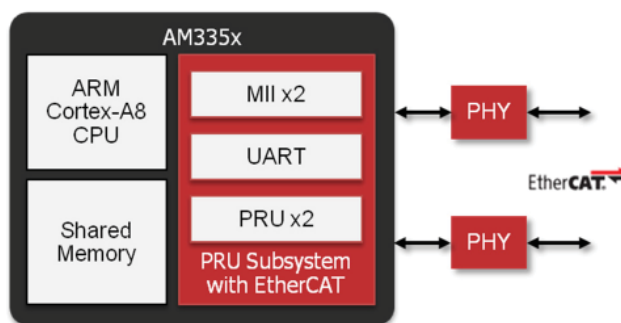 AM335x
ARM
Cortex-A8
CPU
Shared
Memory
MII x2
UART
PRU x2
PRU Subsystem
with EtherCAT
PHY
EtherCAT.
PHY